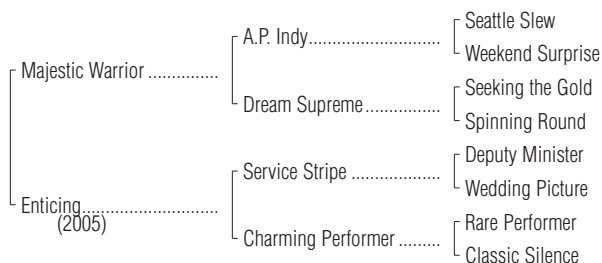 Seattle Slew
A.P. Indy..............................
Weekend Surprise
Majestic Warrior ...............
Seeking the Gold
Dream Supreme.................
Spinning Round
Deputy Minister
Service Stripe ....................
Wedding Picture
Enticing.............................
(2005)
Rare Performer
Charming Performer .........
Classic Silence